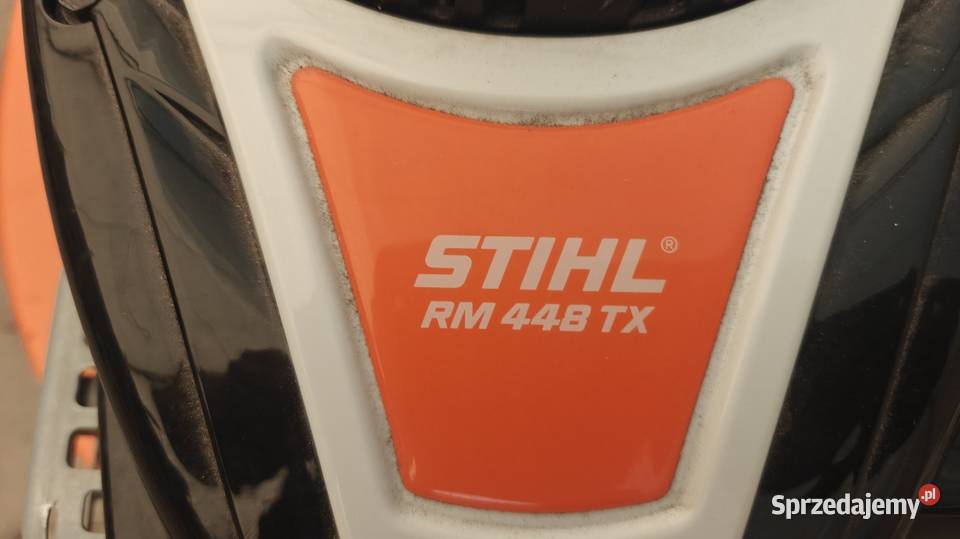 STIHL®
RM 448 TX
Sprzedajemy.pl